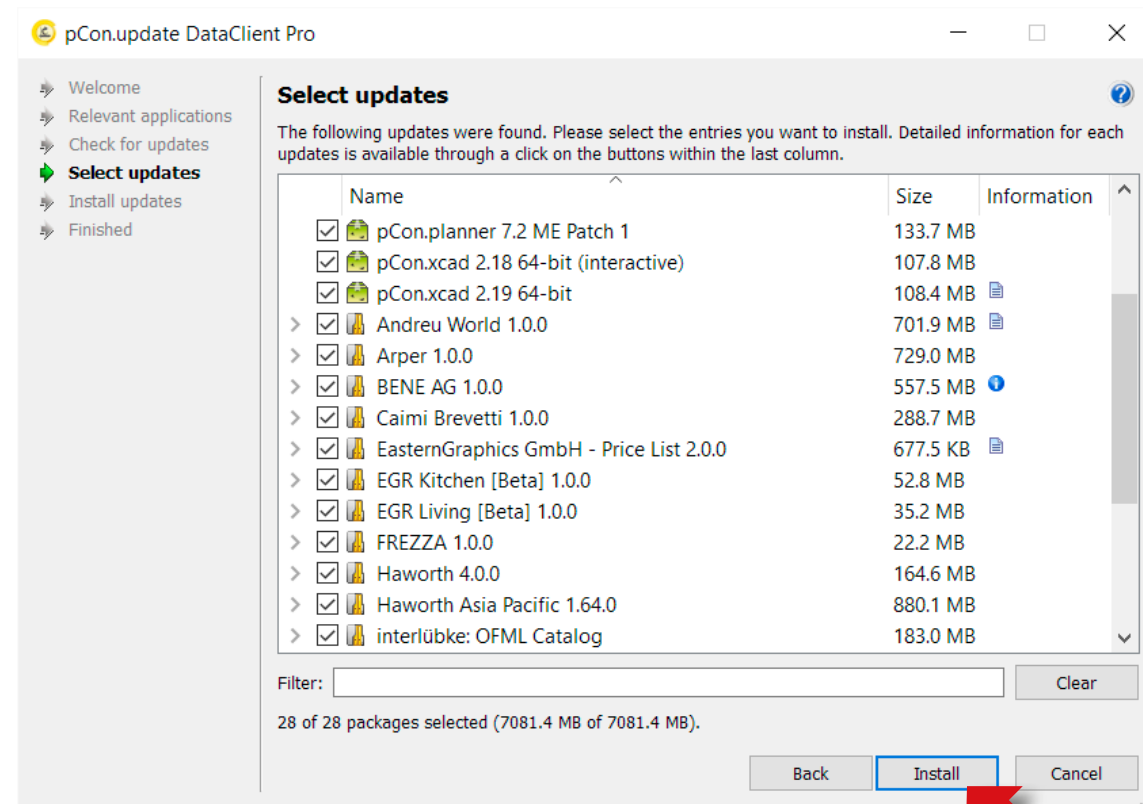 pCon.update DataClient Pro
Welcome
Relevant applications
Check for updates
Select updates
Install updates
Finished
Select updates
The following updates were found. Please select the entries you want to install. Detailed information for each
updates is available through a click on the buttons within the last column.
Name Size Information
pCon.planner 7.2 ME Patch 1 133.7 MB
pCon.xcad 2.18 64-bit (interactive) 107.8 MB
pCon.xcad 2.19 64-bit 108.4 MB
Andreu World 1.0.0 701.9 MB
Arper 1.0.0 729.0 MB
BENE AG 1.0.0 557.5 MB
Caimi Brevetti 1.0.0 288.7 MB
EasternGraphics GmbH - Price List 2.0.0 677.5 KB
EGR Kitchen [Beta] 1.0.0 52.8 MB
EGR Living [Beta] 1.0.0 35.2 MB
FREZZA 1.0.0 22.2 MB
Haworth 4.0.0 164.6 MB
Haworth Asia Pacific 1.64.0 880.1 MB
interlübke: OFML Catalog 183.0 MB
Filter: Clear
28 of 28 packages selected (7081.4 MB of 7081.4 MB).
Back Install Cancel